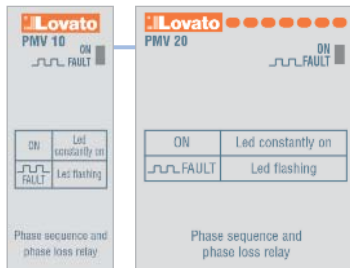 Lovato
PMV 10
ON
FAULT
ON
Led
constantly on
FAULT
Led flashing
Phase sequence and
phase loss relay
Lovato
PMV 20
ON
FAULT
ON
Led constantly on
FAULT
Led flashing
Phase sequence and
phase loss relay